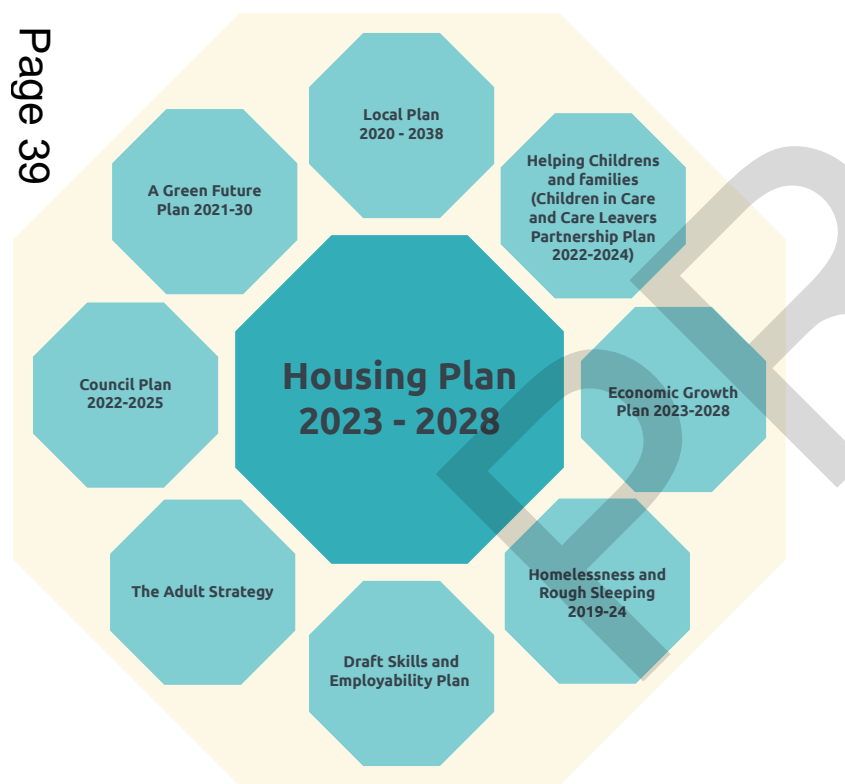 Page 39
Local Plan
2020 - 2038
Helping Childrens
and families
(Children in Care
and Care Leavers
Partnership Plan
2022-2024)
A Green Future
Plan 2021-30
Housing Plan
2023 - 2028
Council Plan
2022-2025
Economic Growth
Plan 2023-2028
The Adult Strategy
Homelessness and
Rough Sleeping
2019-24
Draft Skills and
Employability Plan
PR